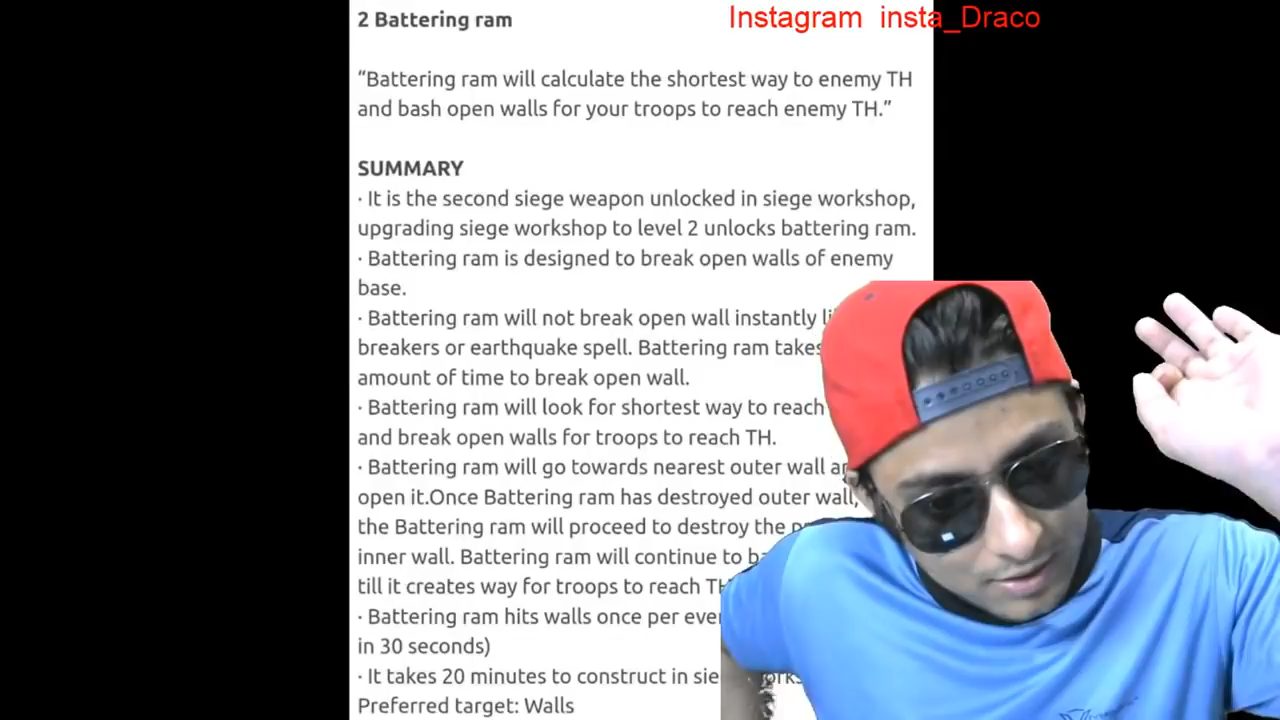 2 Battering ram
Instagram insta_Draco
“Battering ram will calculate the shortest way to enemy TH
and bash open walls for your troops to reach enemy TH.”
SUMMARY
· It is the second siege weapon unlocked in siege workshop,
upgrading siege workshop to level 2 unlocks battering ram.
· Battering ram is designed to break open walls of enemy
base.
· Battering ram will not break open wall instantly
breakers or earthquake spell. Battering ram takes
amount of time to break open wall.
· Battering ram will look for shortest way to reach
and break open walls for troops to reach TH.
· Battering ram will go towards nearest outer wall
open it.Once Battering ram has destroyed outer wall,
the Battering ram will proceed to destroy the
inner wall. Battering ram will continue to
till it creates way for troops to reach TH
· Battering ram hits walls once per
in 30 seconds)
· It takes 20 minutes to construct in
Preferred target: Walls